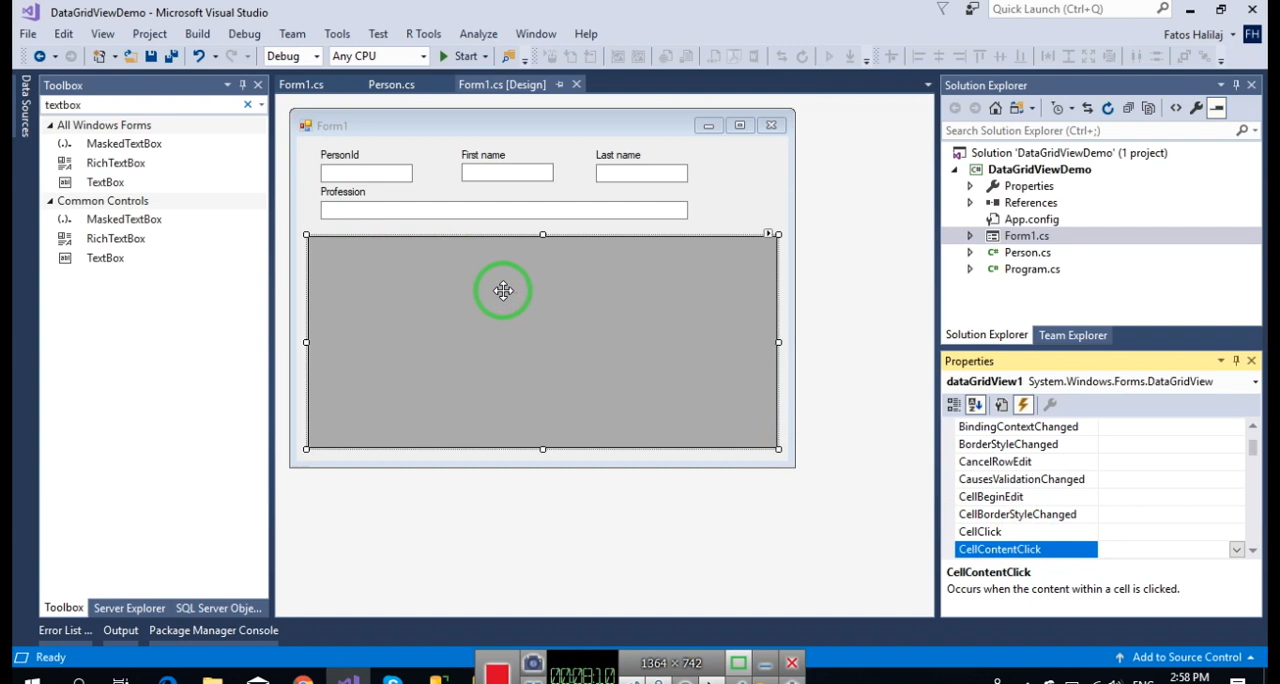 DataGridViewDemo - Microsoft Visual Studio
Quick Launch (Ctrl+;)
File Edit View Project Build Debug Team Tools Test R Tools Analyze Window Help
Fatos Halilaj FH
Debug Any CPU Start
Data Sources
Toolbox
textbox
All Windows Forms
MaskedTextBox
RichTextBox
TextBox
Common Controls
MaskedTextBox
RichTextBox
TextBox
Toolbox Server Explorer SQL Server Obje...
Form1.cs Person.cs Form1.cs [Design]
Form1
PersonId First name Last name
Profession
Solution Explorer
Search Solution Explorer (Ctrl+;)
Solution 'DataGridViewDemo' (1 project)
DataGridViewDemo
Properties
References
App.config
Form1.cs
Person.cs
Program.cs
Solution Explorer Team Explorer
Properties
dataGridView1 System.Windows.Forms.DataGridView
BindingContextChanged
BorderStyleChanged
CancelRowEdit
CausesValidationChanged
CellBeginEdit
CellBorderStyleChanged
CellClick
CellContentClick
CellContentClick
Occurs when the content within a cell is clicked.
Error List ... Output Package Manager Console
Ready
Add to Source Control
1364 × 742
2:58 PM